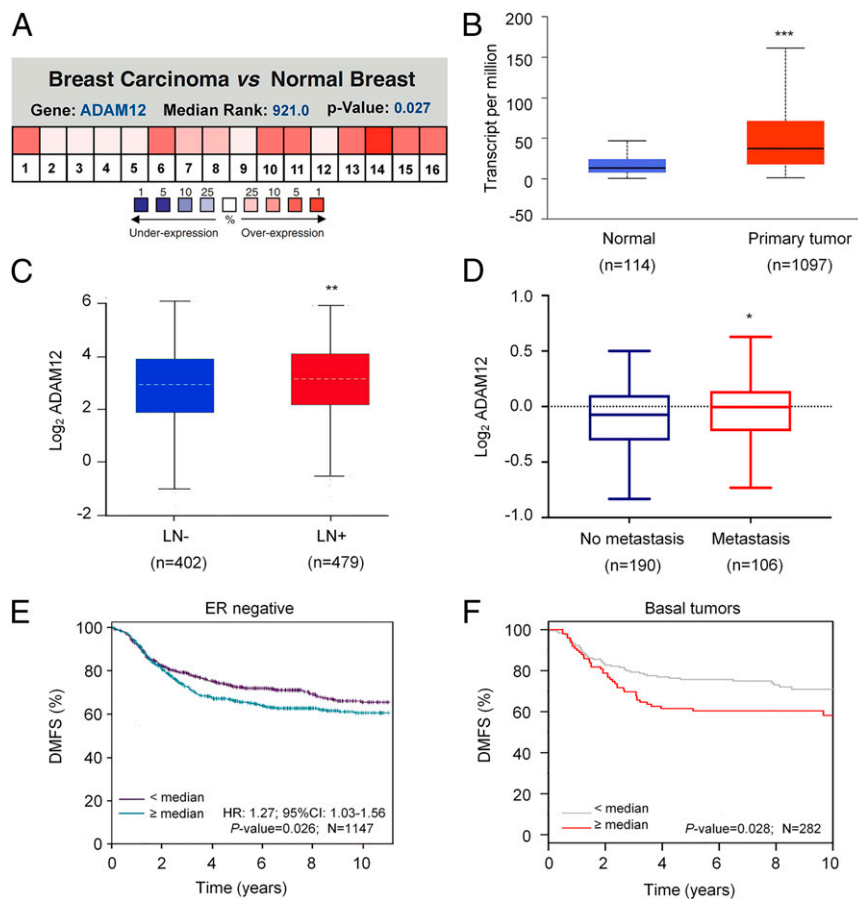 A
Breast Carcinoma vs Normal Breast
Gene: ADAM12 Median Rank: 921.0 p-Value: 0.027
1 2 3 4 5 6 7 8 9 10 11 12 13 14 15 16
1 5 10 25 25 10 5 1
%
Under-expression Over-expression
B
Transcript per million
200
150
100
50
0
50
***
Normal Primary tumor
(n=114) (n=1097)
C
Log2 ADAM12
6
4
2
0
-2
**
LN- LN+
(n=402) (n=479)
D
Log2 ADAM12
1.0
0.5
0.0
-0.5
-1.0
*
No metastasis Metastasis
(n=190) (n=106)
E
ER negative
DMFS (%)
100
80
60
40
20
0
< median
≥ median HR: 1.27; 95%CI: 1.03-1.56
P-value=0.026; N=1147
0 2 4 6 8 10
Time (years)
F
Basal tumors
DMFS (%)
100
80
60
40
20
0
< median
≥ median P-value=0.028; N=282
0 2 4 6 8 10
Time (years)